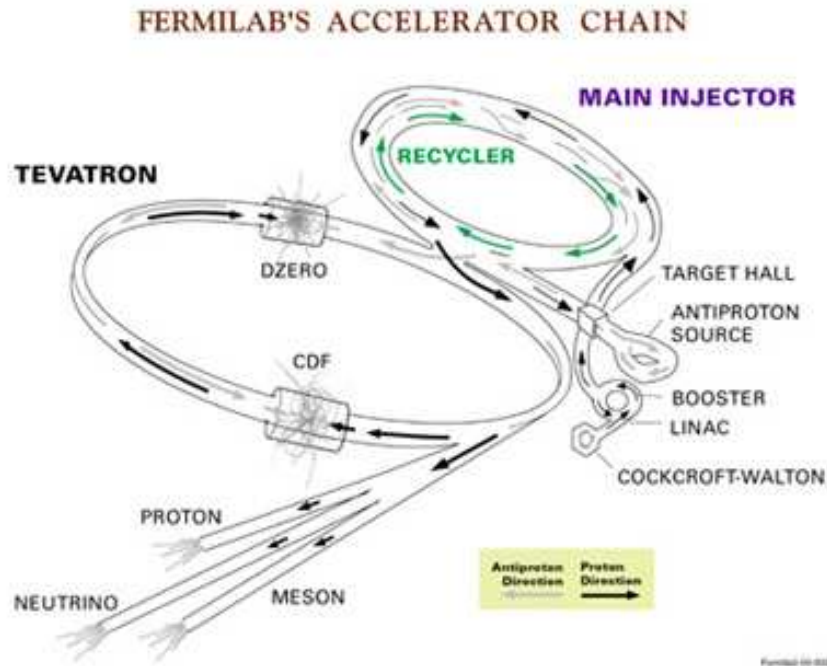 FERMILAB'S ACCELERATOR CHAIN
MAIN INJECTOR
RECYCLER
TEVATRON
DZERO
TARGET HALL
ANTIPROTON
SOURCE
CDF
BOOSTER
LINAC
COCKCROFT-WALTON
PROTON
NEUTRINO
MESON
Antiproton Proton
Direction Direction